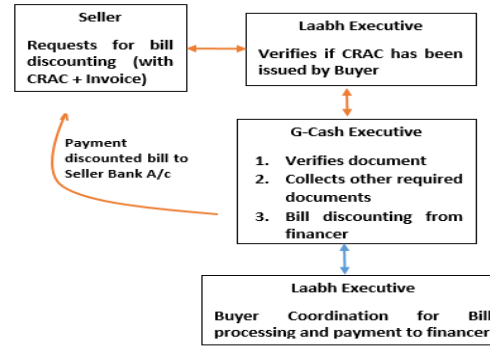 Seller
Requests for bill
discounting (with
CRAC + Invoice)
Laabh Executive
Verifies if CRAC has been
issued by Buyer
Payment
discounted bill to
Seller Bank A/c
G-Cash Executive
1. Verifies document
2. Collects other required
documents
3. Bill discounting from
financer
Laabh Executive
Buyer Coordination for Bill
processing and payment to financer